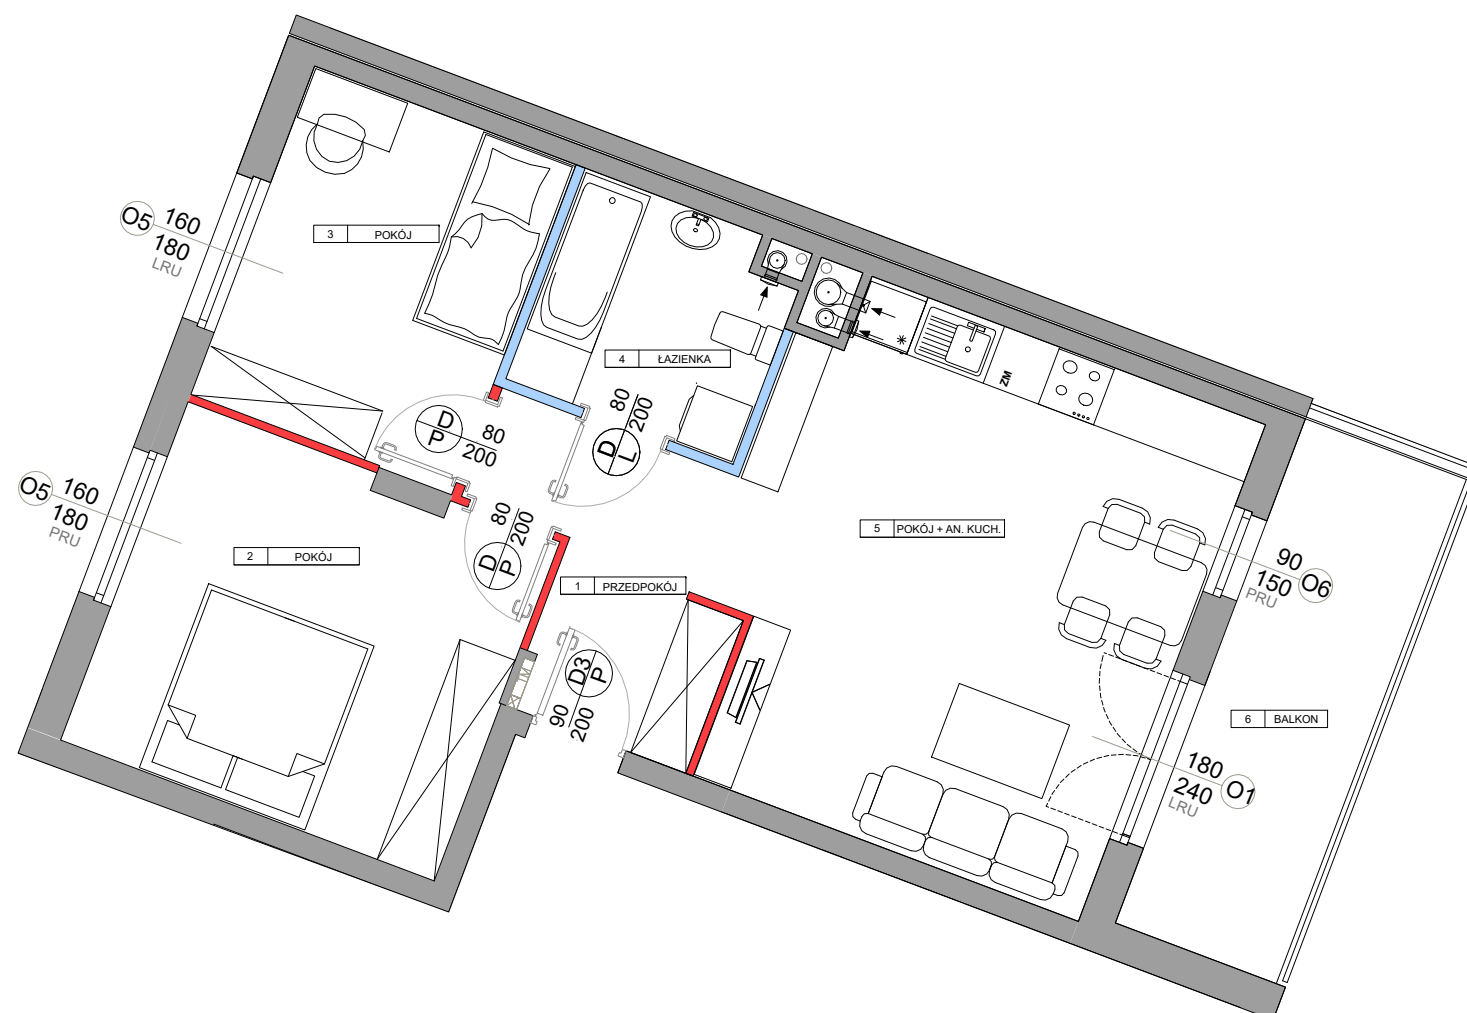 O5 160
180
LRU
3 POKÓJ
4 ŁAZIENKA
80
200
D
L
D
P
80
200
ZM
O5 160
180
PRU
2 POKÓJ
80
200
D
P
5 POKÓJ + AN. KUCH.
90
150 O6
PRU
1 PRZEDPOKÓJ
TM
D3
P
90
200
6 BALKON
180
240 O1
LRU